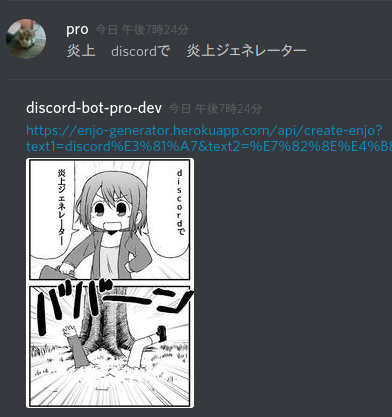 pro 今日 午後7時24分
炎上　discordで　炎上ジェネレーター
discord-bot-pro-dev 今日 午後7時24分
https://enjo-generator.herokuapp.com/api/create-enjo?
text1=discord%E3%81%A7&text2=%E7%82%8E%E4%B8
discordで
炎上ジェネレーター
バババーン